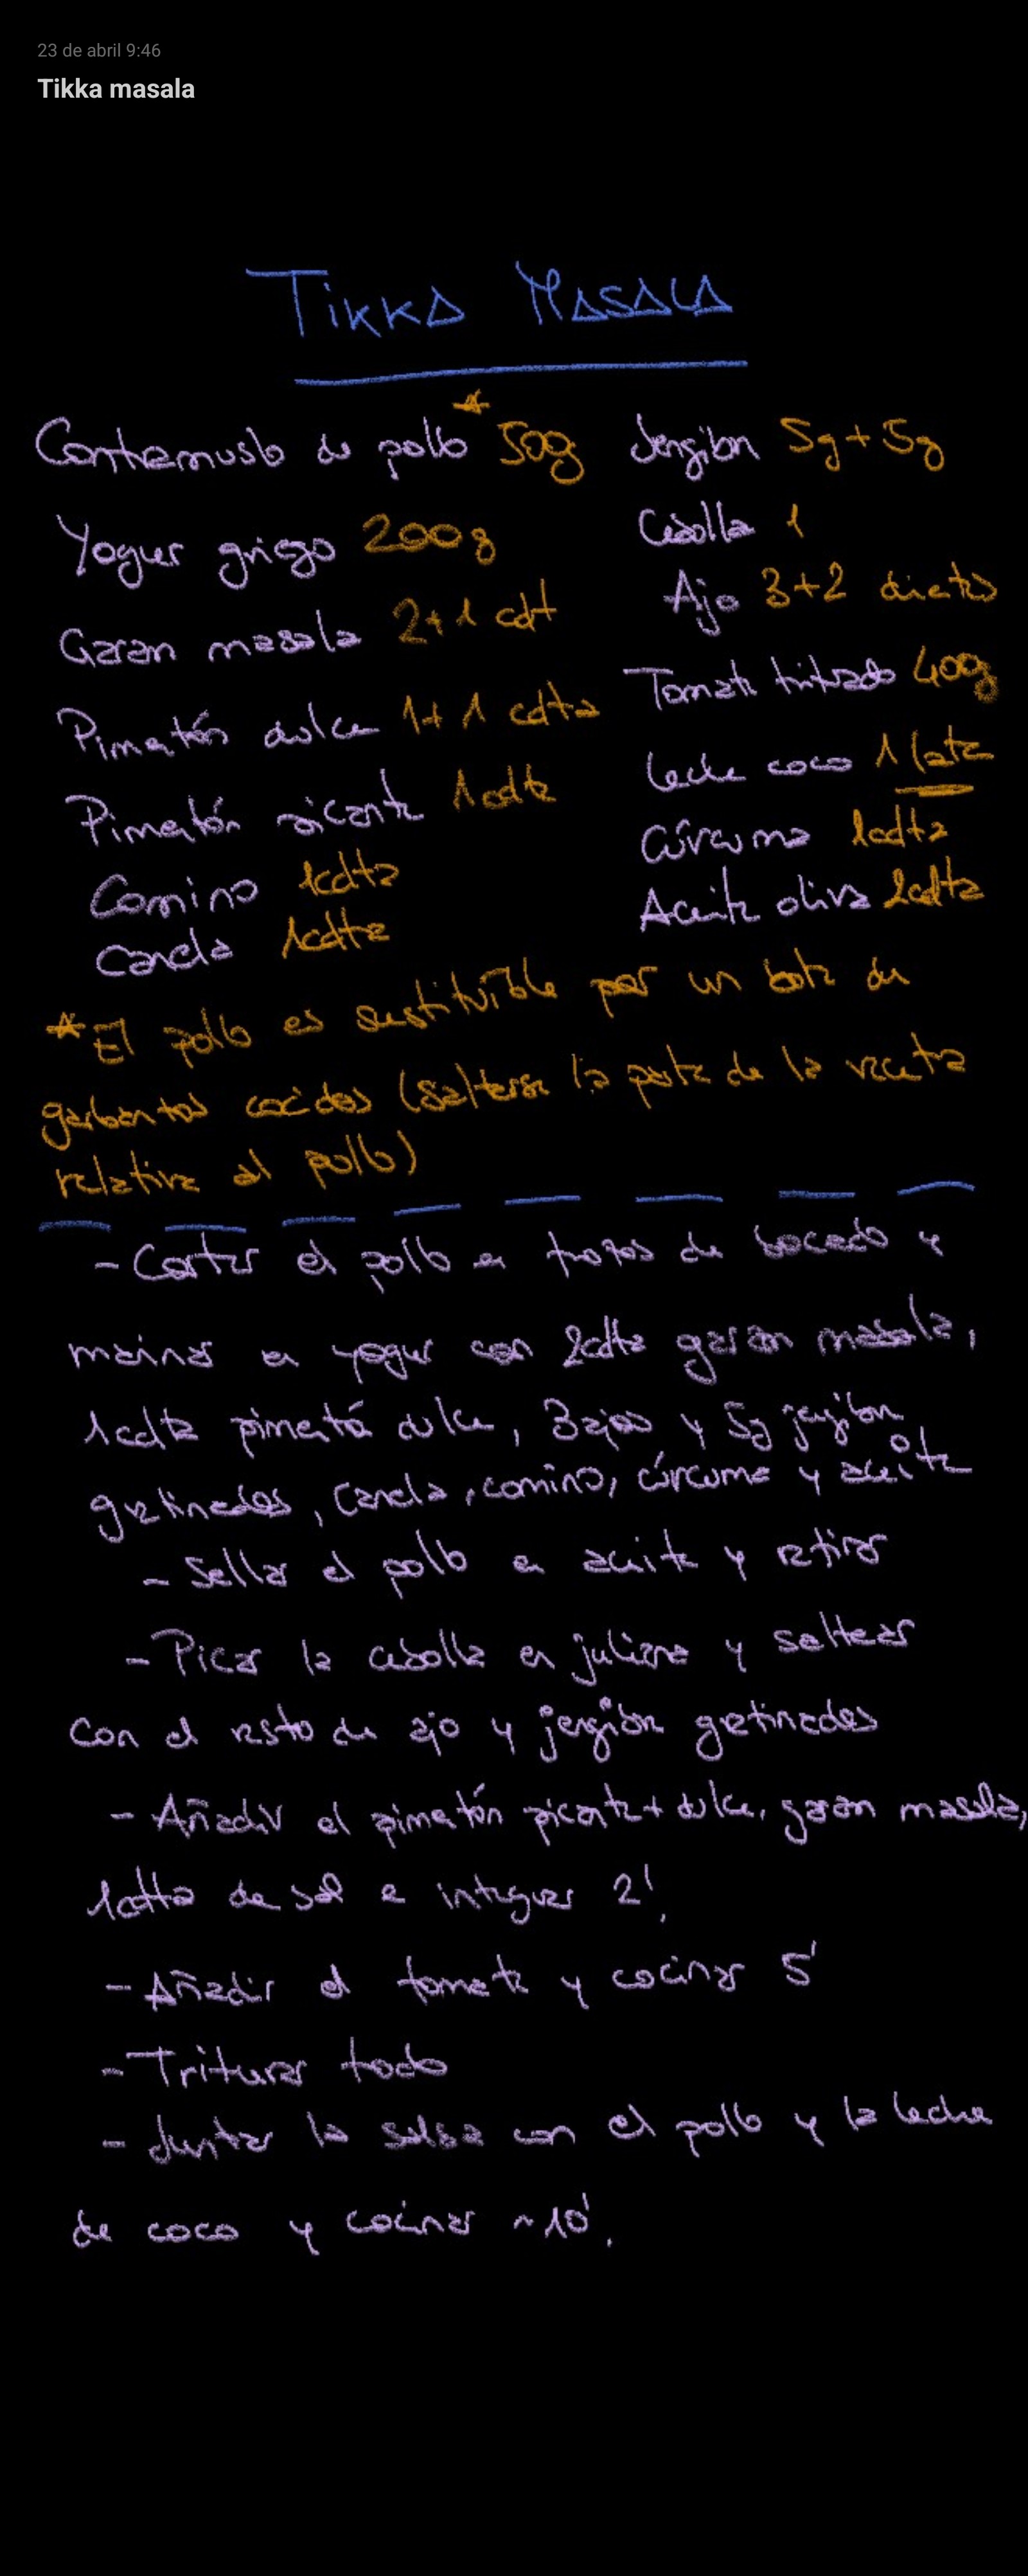 23 de abril 9:46
Tikka masala
TIKKA MASALA
Contramuslo de pollo * 500g
Jengibre 5g + 5g
Yogur griego 200g
Cebolla 1
Garan masala 2+1 cdt
Ajo 3+2 dientes
Pimentón dulce 1+1 cdta
Tomate triturado 400g
Pimentón picante 1cdta
Leche coco 1 lata
Comino 1cdta
Cúrcuma 1cdta
Canela 1cdta
Aceite oliva 2cdta
* El pollo es sustituíble por un bote de
garbanzos cocidos (saltarse la parte de la receta
relativa al pollo)
- Cortar el pollo en trozos de bocado y
marinar en yogur con 2cdta garan masala,
1cdta pimentón dulce, 3 ajos y 5g jengibre
gratinados, canela, comino, cúrcuma y aceite
- Sellar el pollo en aceite y retirar
- Picar la cebolla en juliana y saltear
con el resto de ajo y jengibre gratinados
- Añadir el pimentón picante + dulce, garan masala,
1cdta de sal e integrar 2'.
- Añadir el tomate y cocinar 5'
- Triturar todo
- Juntar la salsa con el pollo y la leche
de coco y cocinar ~10'.